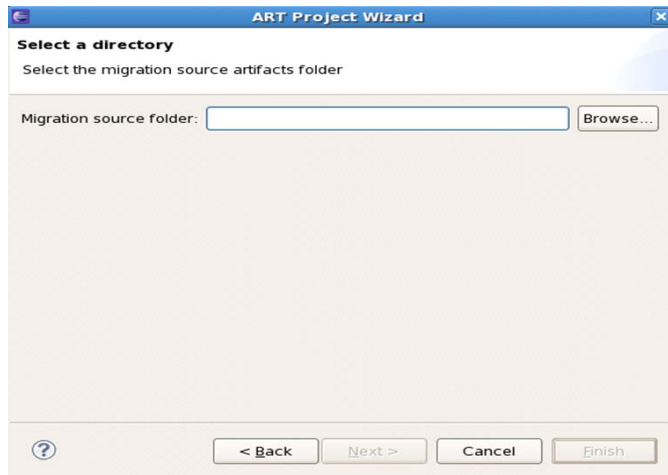 ART Project Wizard
Select a directory
Select the migration source artifacts folder
Migration source folder: Browse...
< Back Next > Cancel Finish